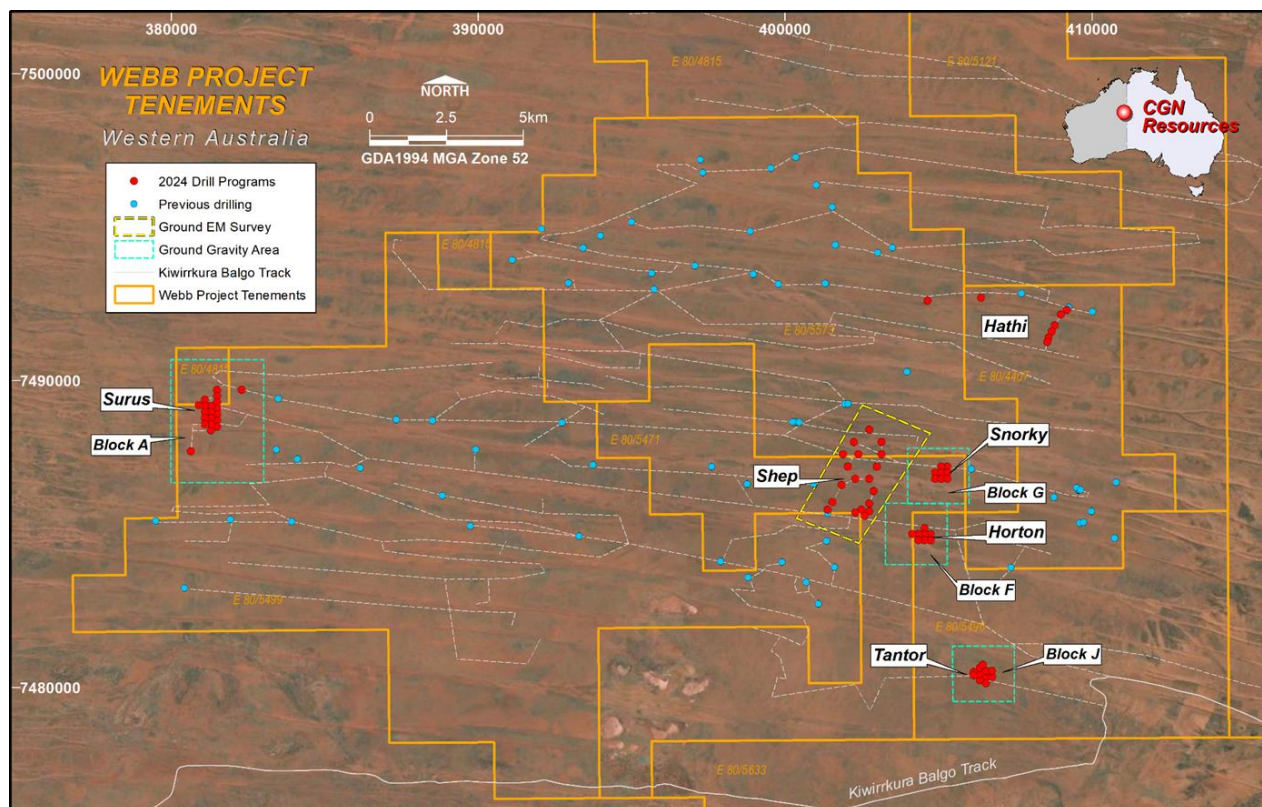 380000
390000
400000
410000
7500000
WEBB PROJECT
TENEMENTS
Western Australia
NORTH
0 2.5 5km
GDA1994 MGA Zone 52
CGN
Resources
E 80/4815
E 80/5121
2024 Drill Programs
Previous drilling
Ground EM Survey
Ground Gravity Area
Kiwirrkura Balgo Track
Webb Project Tenements
E 80/4815
Hathi
E 80/5573
7490000
E 80/4407
Surus
Block A
E 80/5471
Snorky
Shep
Block G
Horton
Block F
E 80/5499
Tantor
Block J
7480000
E 80/5633
Kiwirrkura Balgo Track